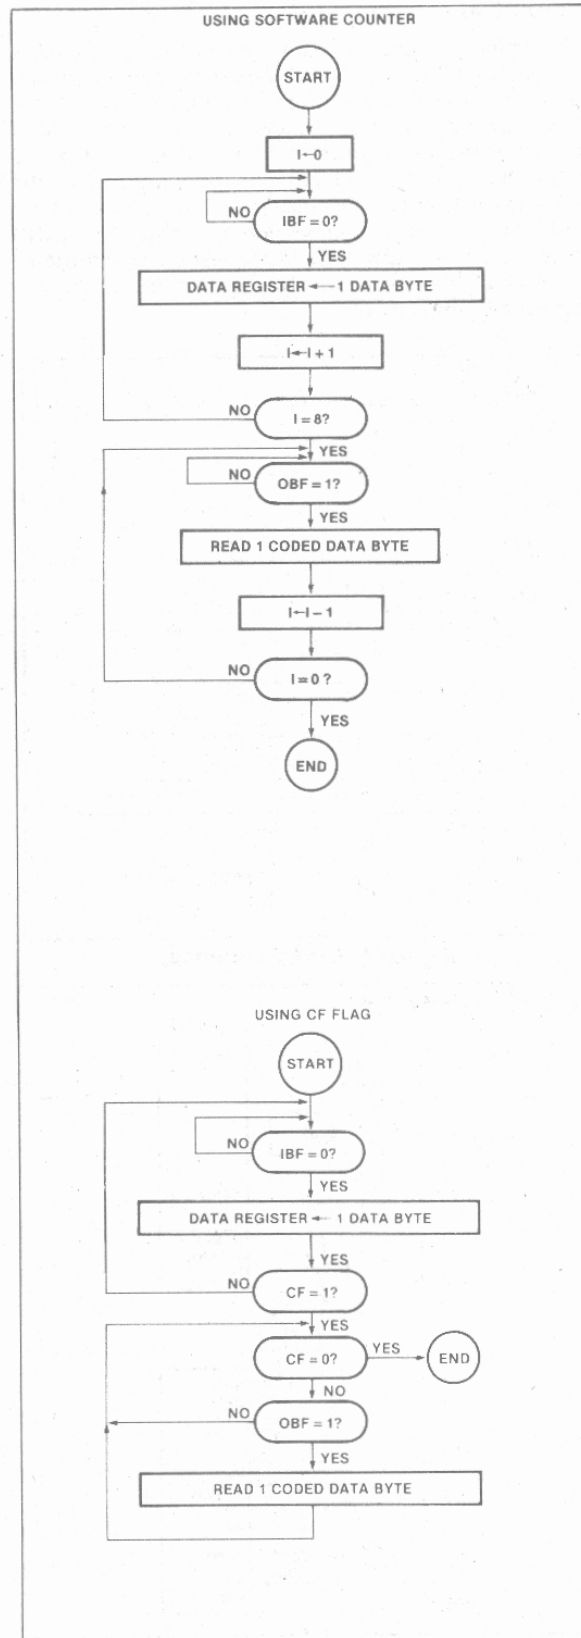 USING SOFTWARE COUNTER
START
I←0
NO
IBF = 0?
YES
DATA REGISTER ← 1 DATA BYTE
I←I + 1
NO
I = 8?
YES
NO
OBF = 1?
YES
READ 1 CODED DATA BYTE
I←I − 1
NO
I = 0 ?
YES
END
USING CF FLAG
START
NO
IBF = 0?
YES
DATA REGISTER ← 1 DATA BYTE
YES
NO
CF = 1?
YES
CF = 0?
YES
END
NO
NO
OBF = 1?
YES
READ 1 CODED DATA BYTE